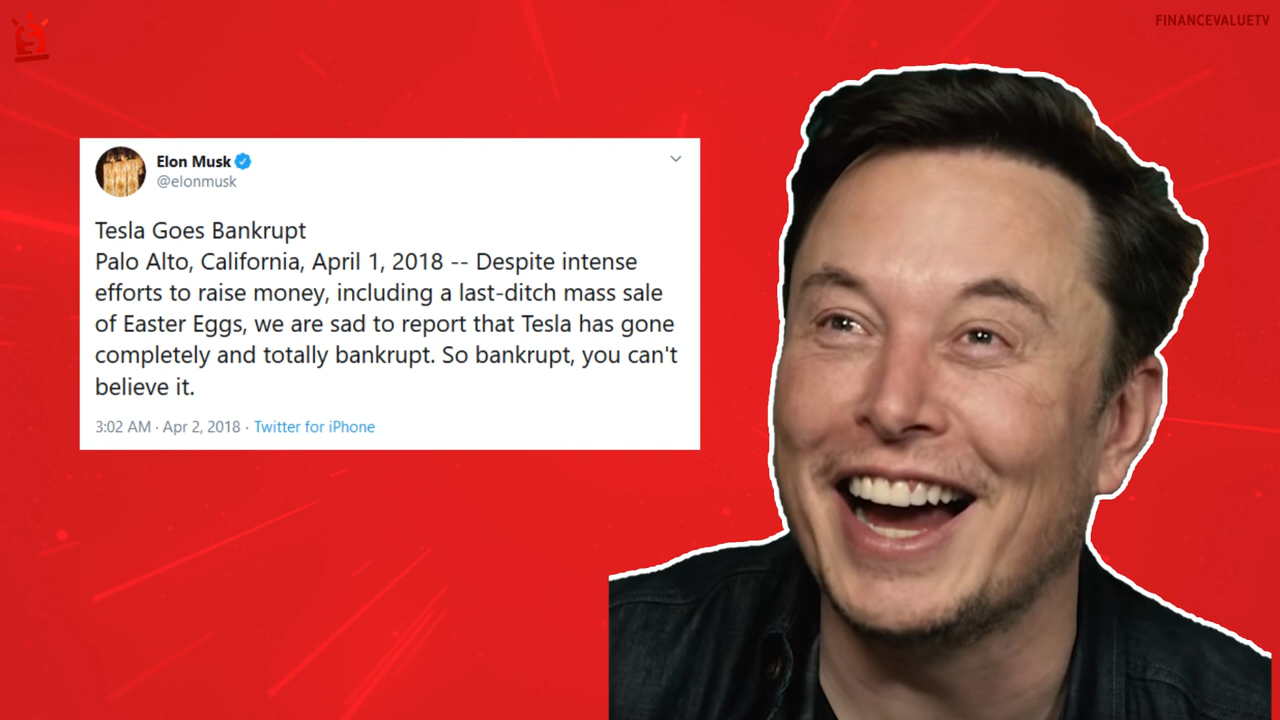 FINANCEVALUETV
Elon Musk
@elonmusk
Tesla Goes Bankrupt
Palo Alto, California, April 1, 2018 -- Despite intense
efforts to raise money, including a last-ditch mass sale
of Easter Eggs, we are sad to report that Tesla has gone
completely and totally bankrupt. So bankrupt, you can't
believe it.
3:02 AM · Apr 2, 2018 · Twitter for iPhone